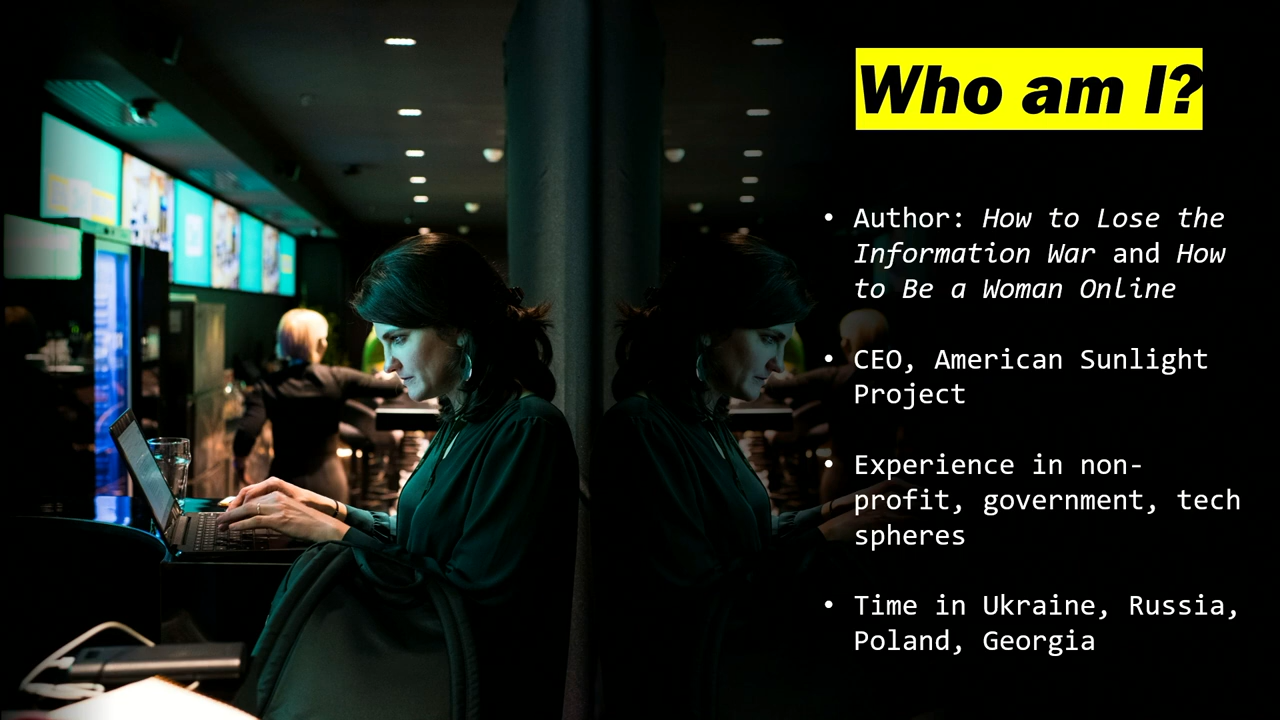 Who am I?
• Author: How to Lose the
Information War and How
to Be a Woman Online
• CEO, American Sunlight
Project
• Experience in non-
profit, government, tech
spheres
• Time in Ukraine, Russia,
Poland, Georgia